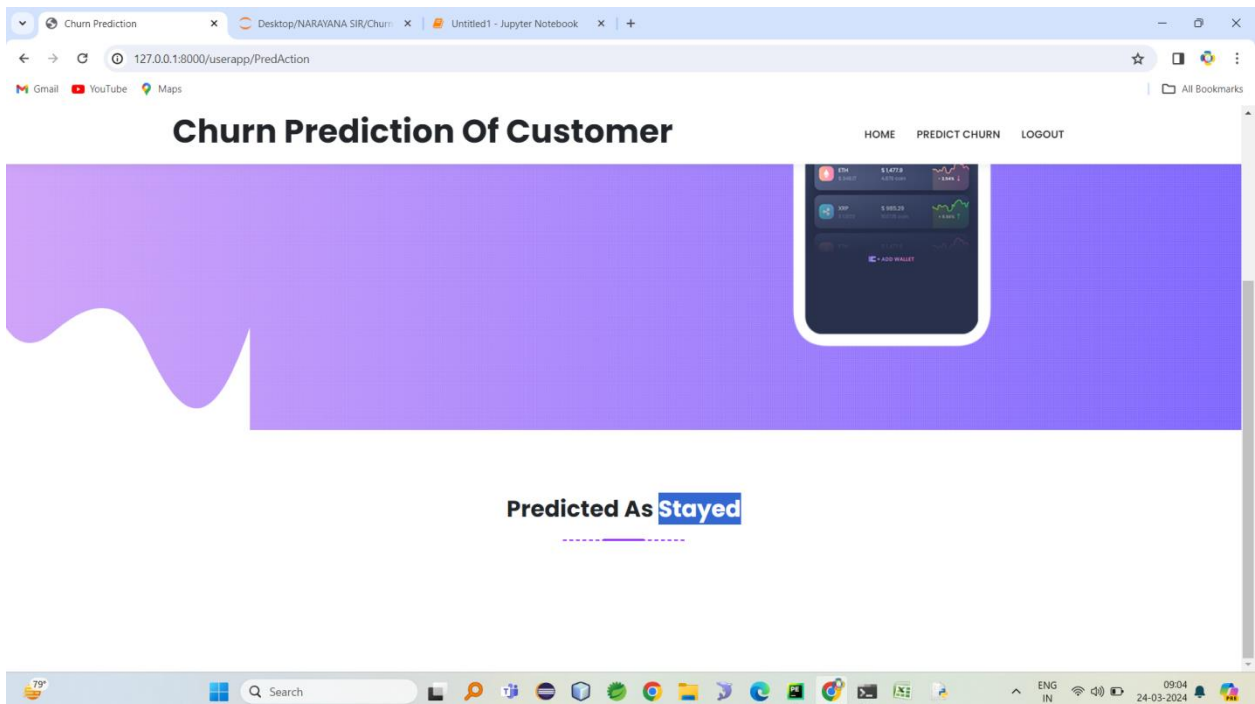 Churn Prediction
Desktop/NARAYANA SIR/Churn
Untitled1 - Jupyter Notebook
127.0.0.1:8000/userapp/PredAction
Gmail YouTube Maps All Bookmarks
Churn Prediction Of Customer
HOME PREDICT CHURN LOGOUT
ETH $1,477.8
XRP
+ ADD WALLET
Predicted As Stayed
79°
Search
ENG
IN
09:04
24-03-2024